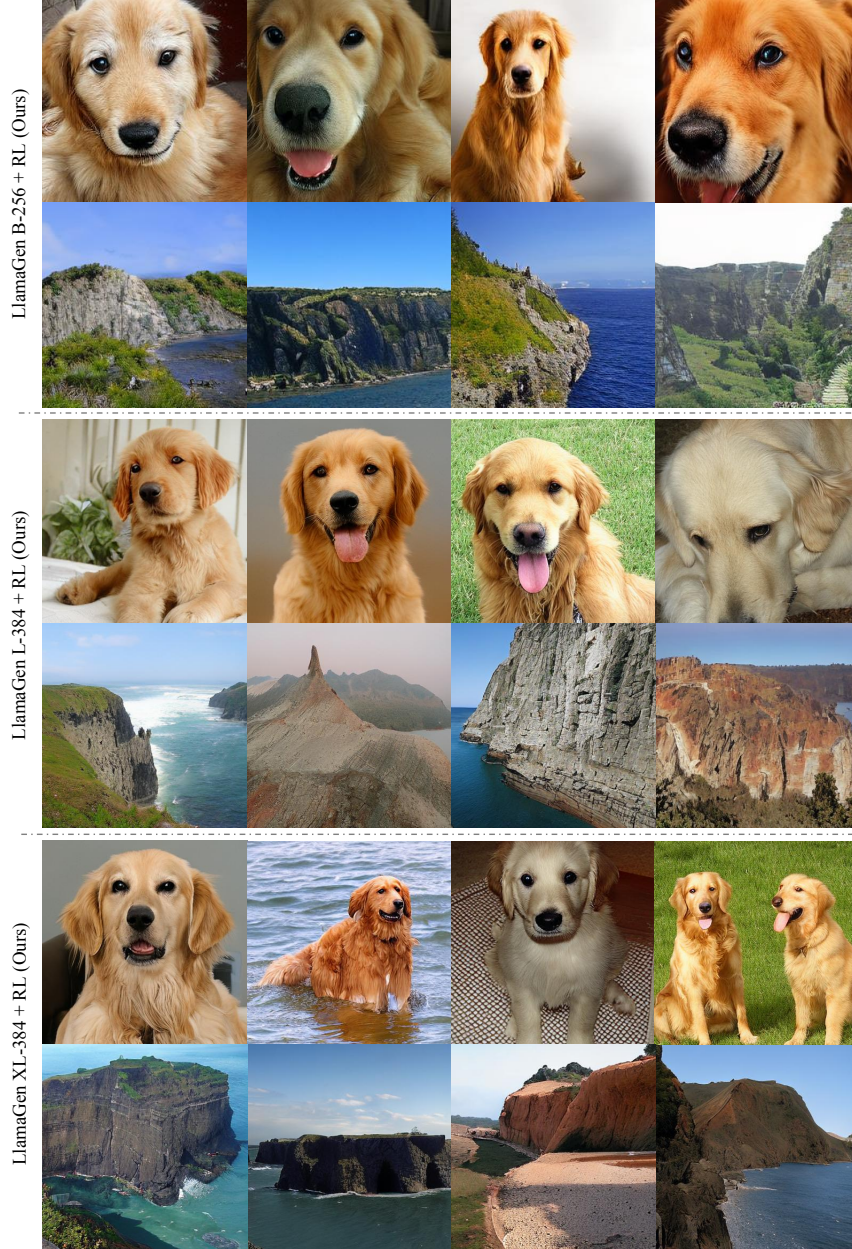 LlamaGen B-256 + RL (Ours)
LlamaGen L-384 + RL (Ours)
LlamaGen XL-384 + RL (Ours)